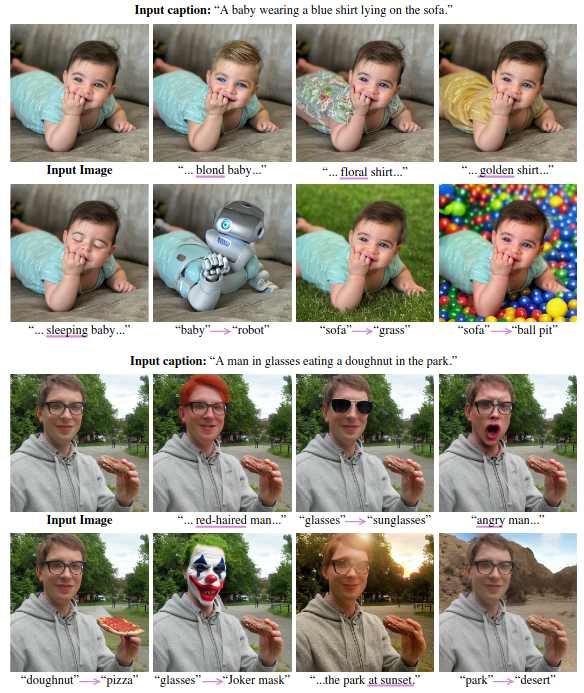 Input caption: “A baby wearing a blue shirt lying on the sofa.”
Input Image “... blond baby...” “... floral shirt...” “... golden shirt...”
“... sleeping baby...” “baby”→“robot” “sofa”→“grass” “sofa”→“ball pit”
Input caption: “A man in glasses eating a doughnut in the park.”
Input Image “... red-haired man...” “glasses”→“sunglasses” “angry man...”
“doughnut”→“pizza” “glasses”→“Joker mask” “...the park at sunset.” “park”→“desert”